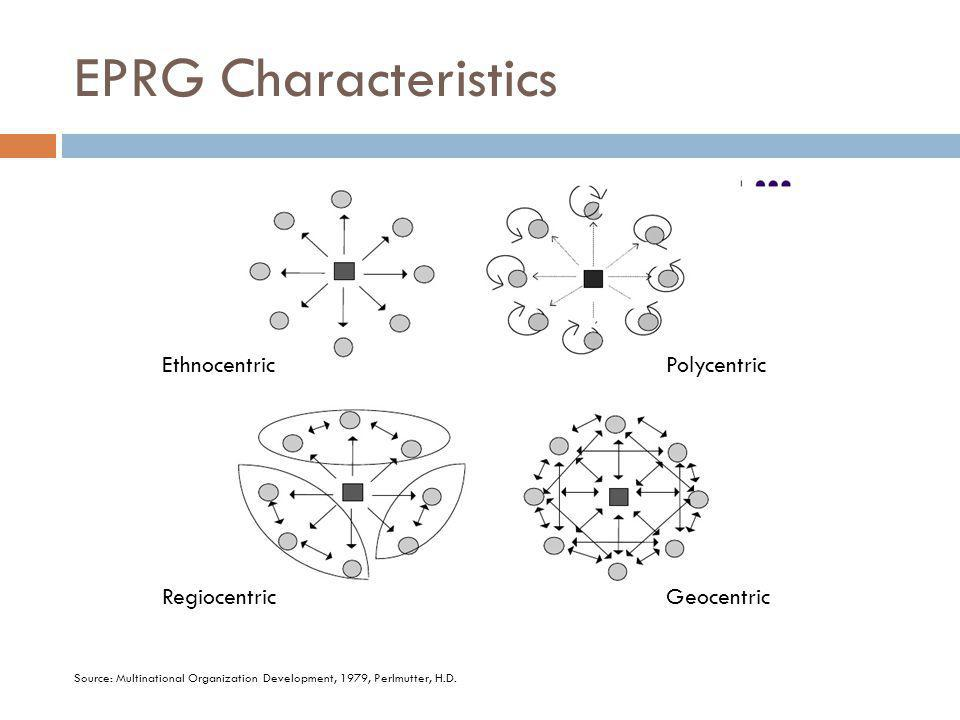 EPRG Characteristics
Ethnocentric
Polycentric
Regiocentric
Geocentric
Source: Multinational Organization Development, 1979, Perlmutter, H.D.